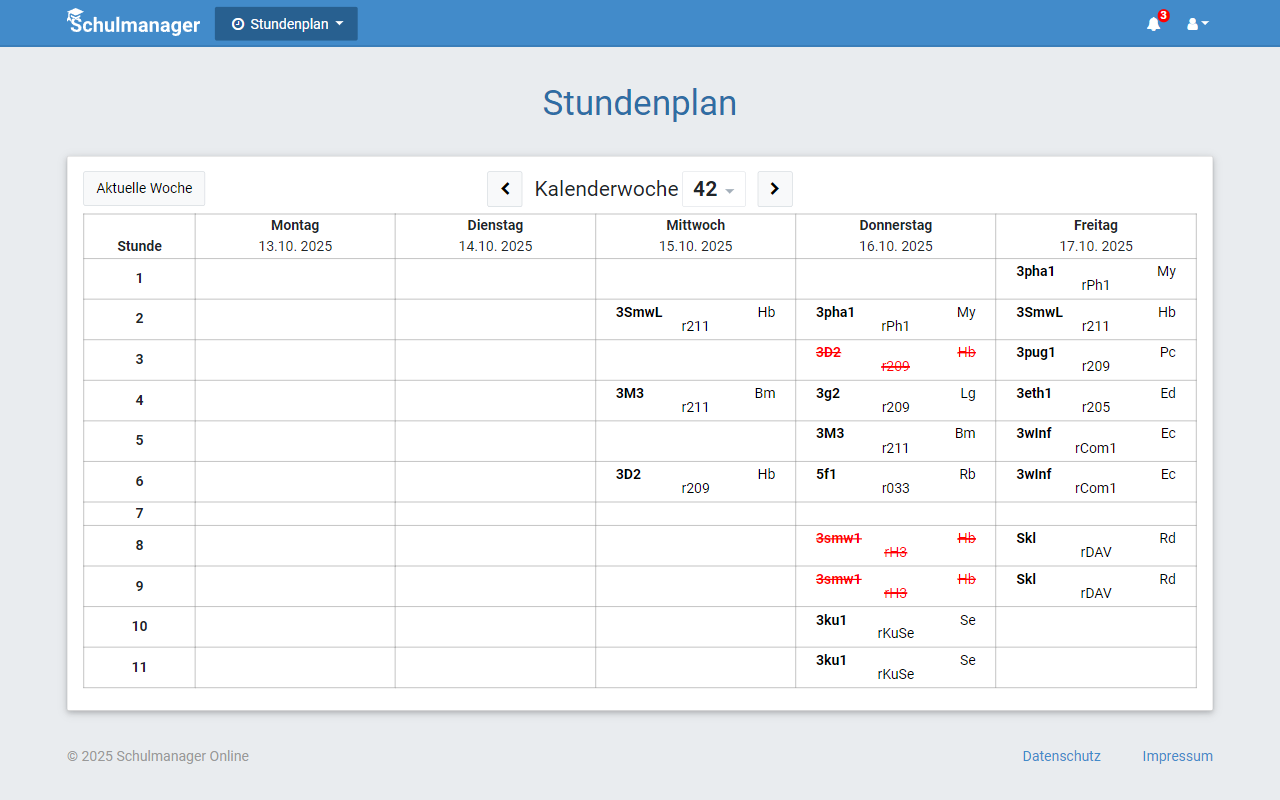 Schulmanager Stundenplan 3
Stundenplan
Aktuelle Woche Kalenderwoche 42
Montag Dienstag Mittwoch Donnerstag Freitag
Stunde 13.10. 2025 14.10. 2025 15.10. 2025 16.10. 2025 17.10. 2025
1 3pha1 My
rPh1
2 3SmwL Hb 3pha1 My 3SmwL Hb
r211 rPh1 r211
3 3D2 Hb 3pug1 Pc
r209 r209
4 3M3 Bm 3g2 Lg 3eth1 Ed
r211 r209 r205
5 3M3 Bm 3wInf Ec
r211 rCom1
6 3D2 Hb 5f1 Rb 3wInf Ec
r209 r033 rCom1
7
8 3smw1 Hb Skl Rd
rH3 rDAV
9 3smw1 Hb Skl Rd
rH3 rDAV
10 3ku1 Se
rKuSe
11 3ku1 Se
rKuSe
© 2025 Schulmanager Online Datenschutz Impressum